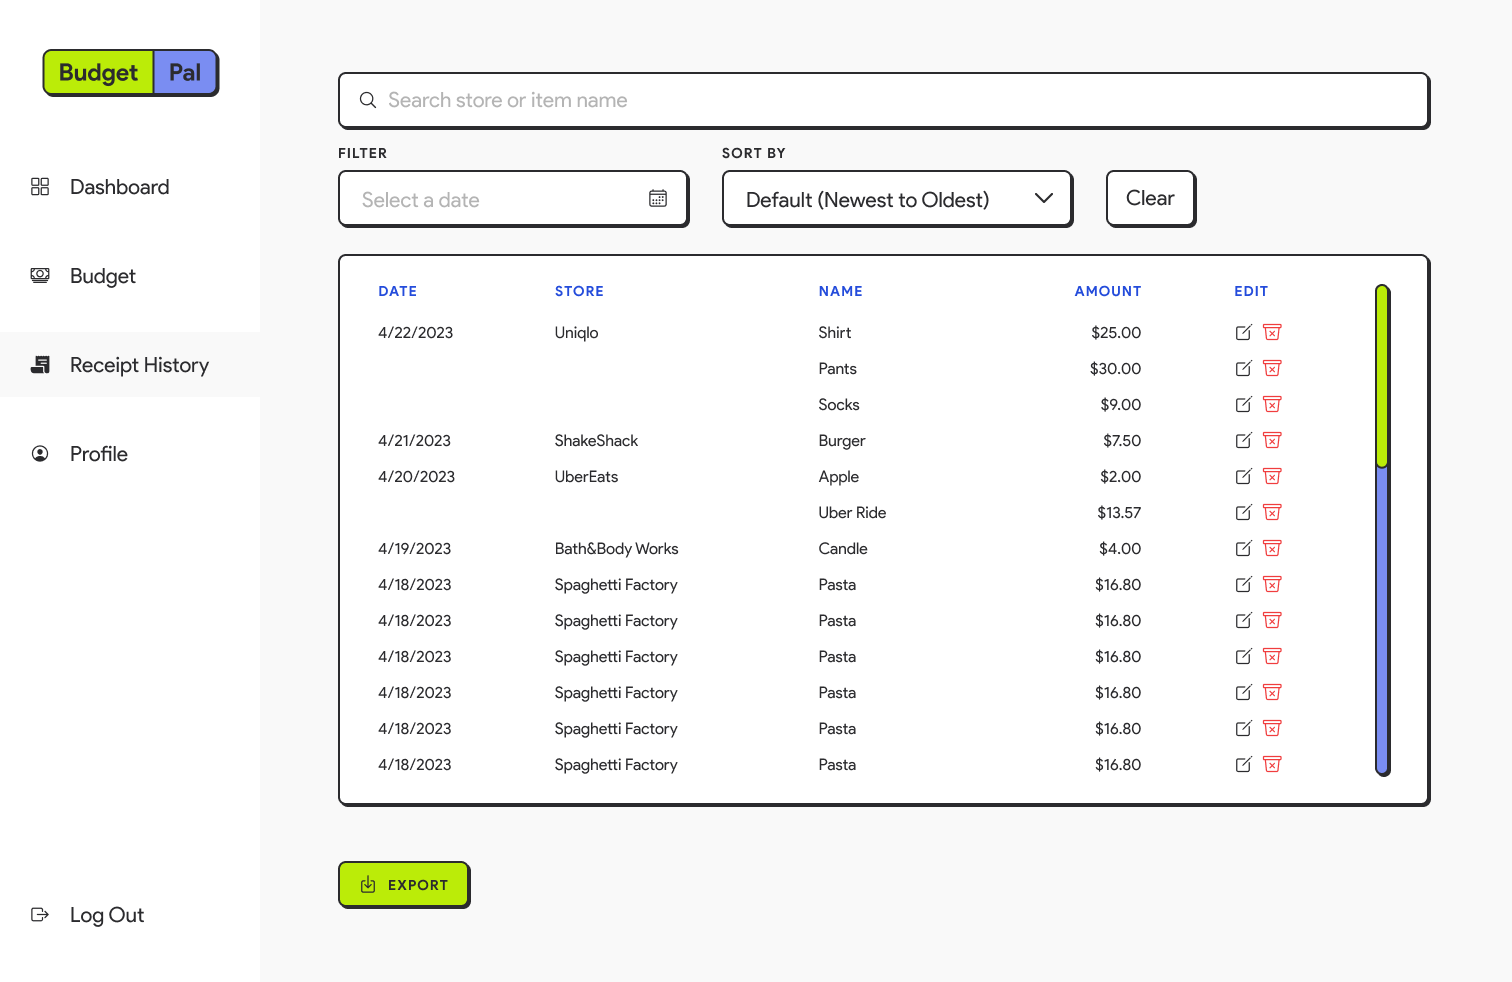 Budget Pal
Dashboard
Budget
Receipt History
Profile
Log Out
Search store or item name
FILTER
SORT BY
Select a date
Default (Newest to Oldest)
Clear
DATE STORE NAME AMOUNT EDIT
4/22/2023 Uniqlo Shirt $25.00
Pants $30.00
Socks $9.00
4/21/2023 ShakeShack Burger $7.50
4/20/2023 UberEats Apple $2.00
Uber Ride $13.57
4/19/2023 Bath&Body Works Candle $4.00
4/18/2023 Spaghetti Factory Pasta $16.80
4/18/2023 Spaghetti Factory Pasta $16.80
4/18/2023 Spaghetti Factory Pasta $16.80
4/18/2023 Spaghetti Factory Pasta $16.80
4/18/2023 Spaghetti Factory Pasta $16.80
4/18/2023 Spaghetti Factory Pasta $16.80
EXPORT